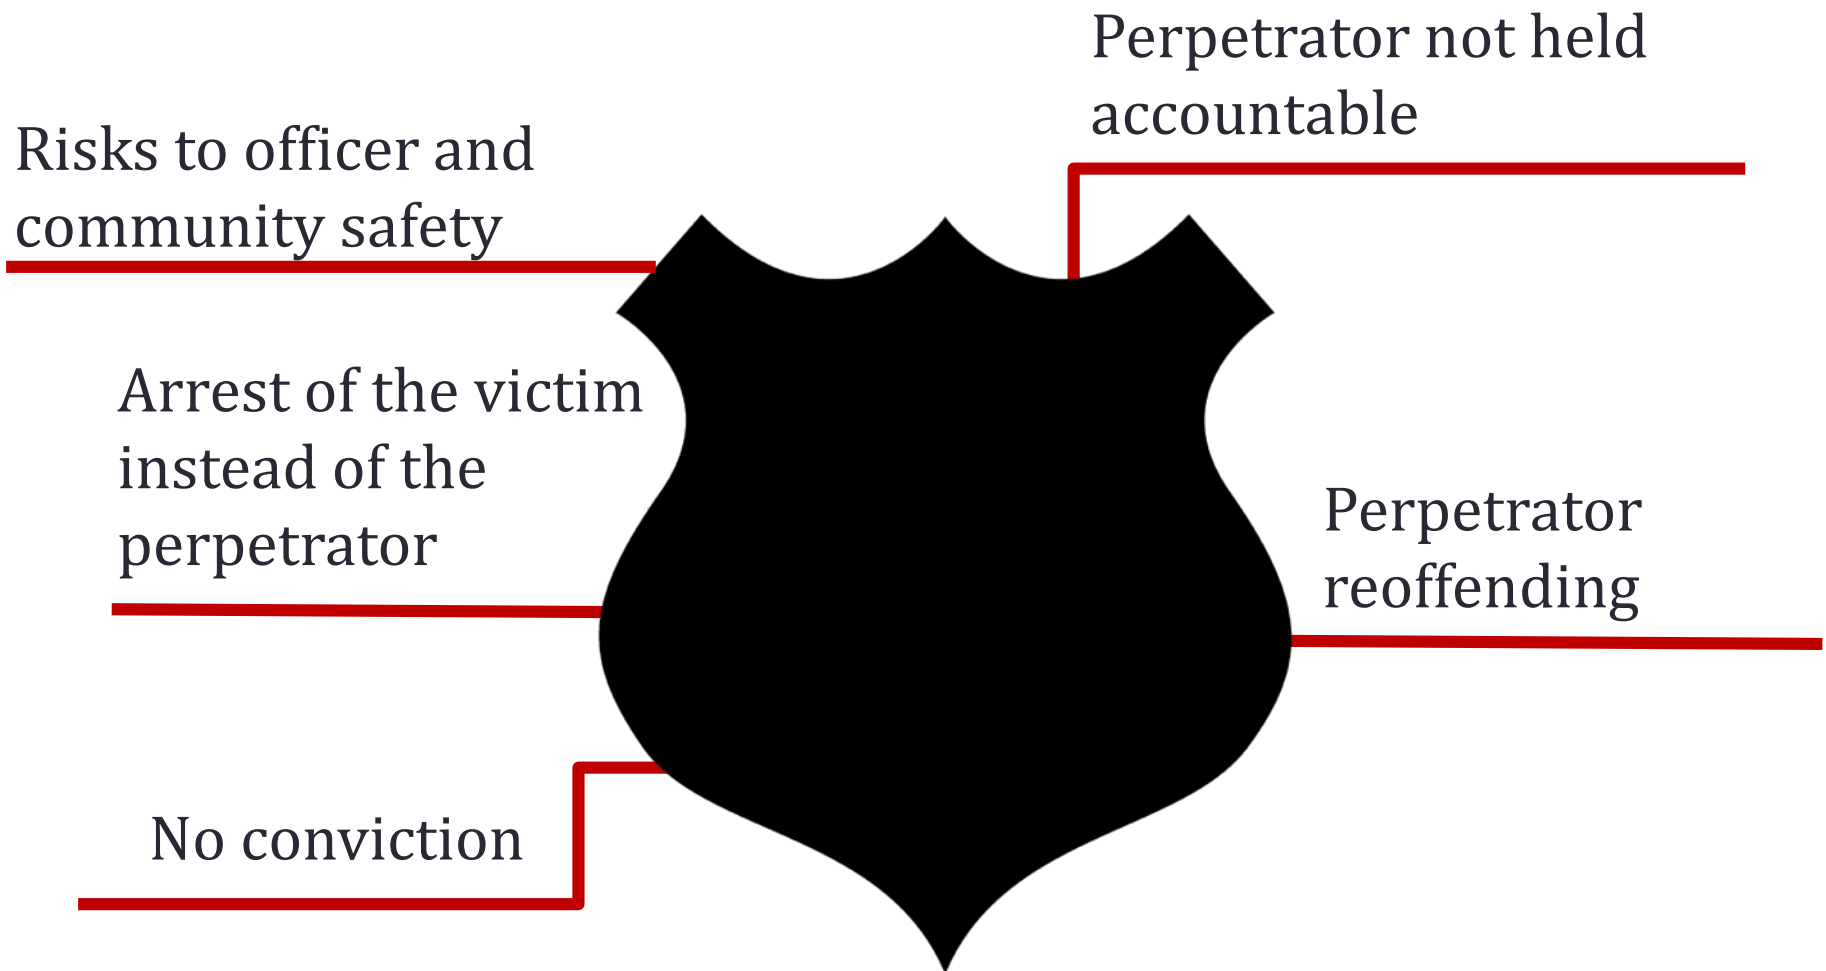 Perpetrator not held
accountable
Risks to officer and
community safety
Arrest of the victim
instead of the
perpetrator
Perpetrator
reoffending
No conviction